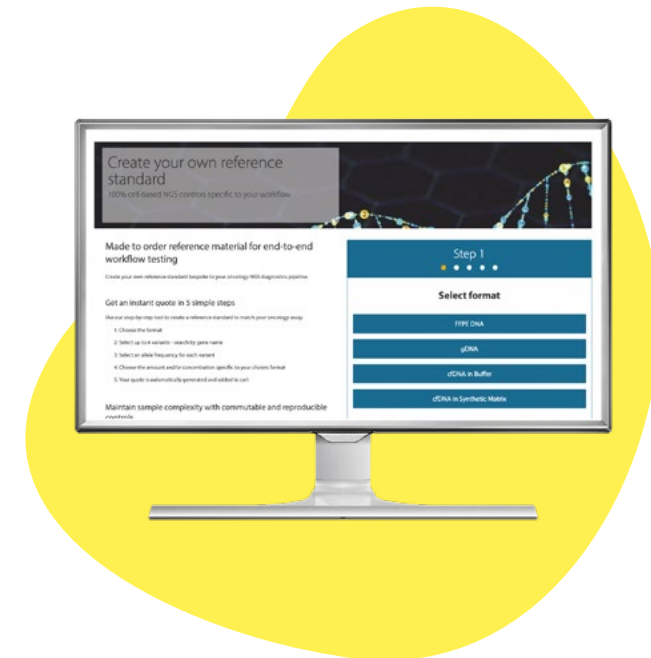 Create your own reference
standard
100% cell-based NGS controls specific to your workflow
Made to order reference material for end-to-end
workflow testing
Create your own reference standard bespoke to your oncology NGS diagnostics pipeline
Get an instant quote in 5 simple steps
Use our step-by-step tool to create a reference standard to match your oncology assay
1. Choose the format
2. Select up to 4 variants - search by gene name
3. Select an allele frequency for each variant
4. Choose the amount and/or concentration specific to your chosen format
5. Your quote is automatically generated and added to cart
Maintain sample complexity with commutable and reproducible
controls
Step 1
Select format
FFPE DNA
gDNA
cfDNA in Buffer
cfDNA in Synthetic Matrix